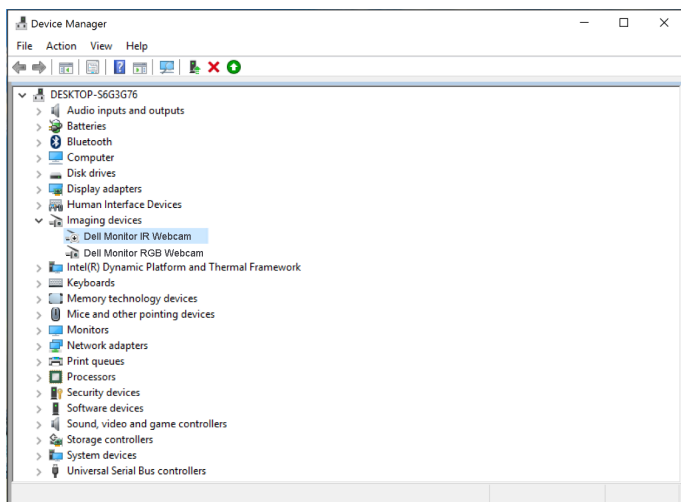 Device Manager
File Action View Help
DESKTOP-S6G3G76
Audio inputs and outputs
Batteries
Bluetooth
Computer
Disk drives
Display adapters
Human Interface Devices
Imaging devices
Dell Monitor IR Webcam
Dell Monitor RGB Webcam
Intel(R) Dynamic Platform and Thermal Framework
Keyboards
Memory technology devices
Mice and other pointing devices
Monitors
Network adapters
Print queues
Processors
Security devices
Software devices
Sound, video and game controllers
Storage controllers
System devices
Universal Serial Bus controllers